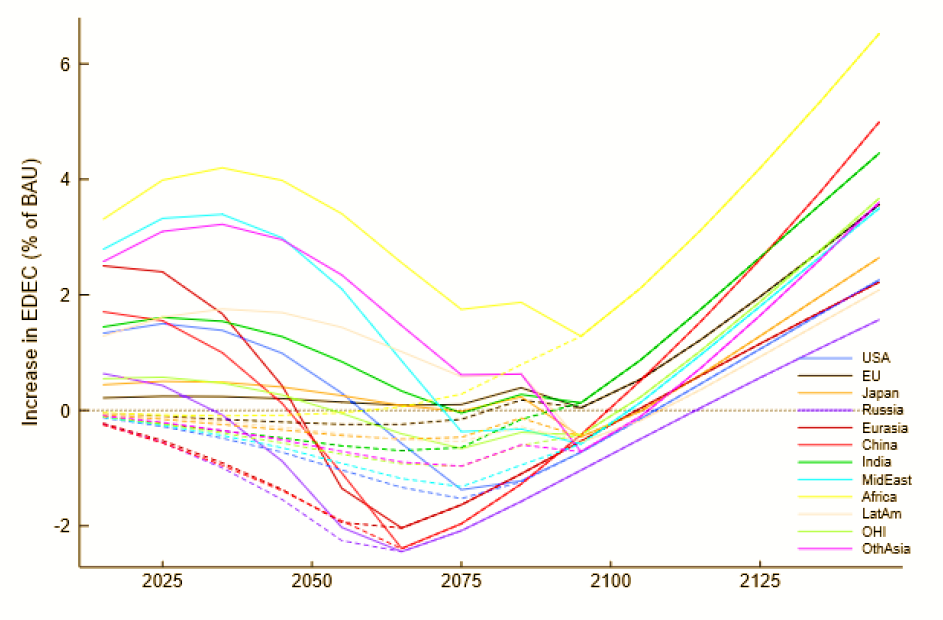 Increase in EDEC (% of BAU)
6
4
2
0
-2
2025 2050 2075 2100 2125
USA
EU
Japan
Russia
Eurasia
China
India
MidEast
Africa
LatAm
OHI
OthAsia